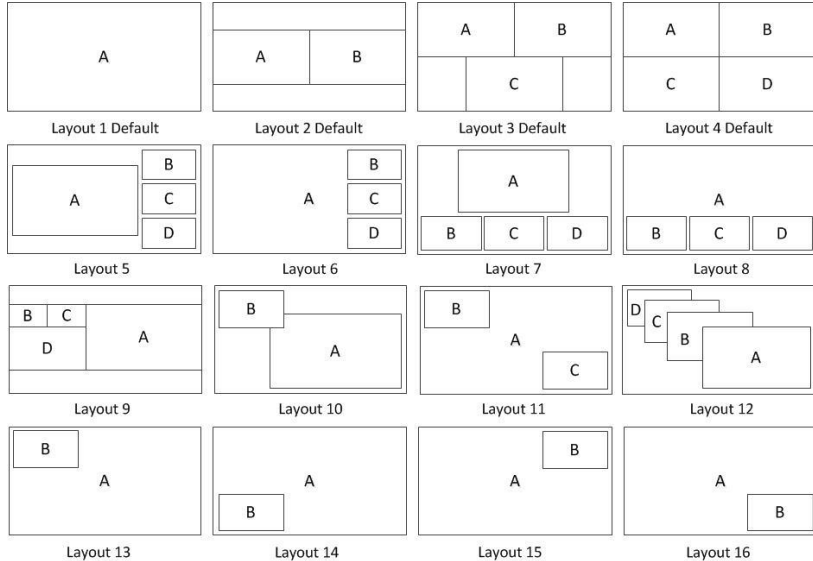 A
A B
A B
C
A B
C D
Layout 1 Default Layout 2 Default Layout 3 Default Layout 4 Default
A B C D
A B C D
A
B C D
A
B C D
Layout 5 Layout 6 Layout 7 Layout 8
B C
D A
B
A
B
A
C
D
C
B
A
Layout 9 Layout 10 Layout 11 Layout 12
B
A
A
B
B
A
A
B
Layout 13 Layout 14 Layout 15 Layout 16